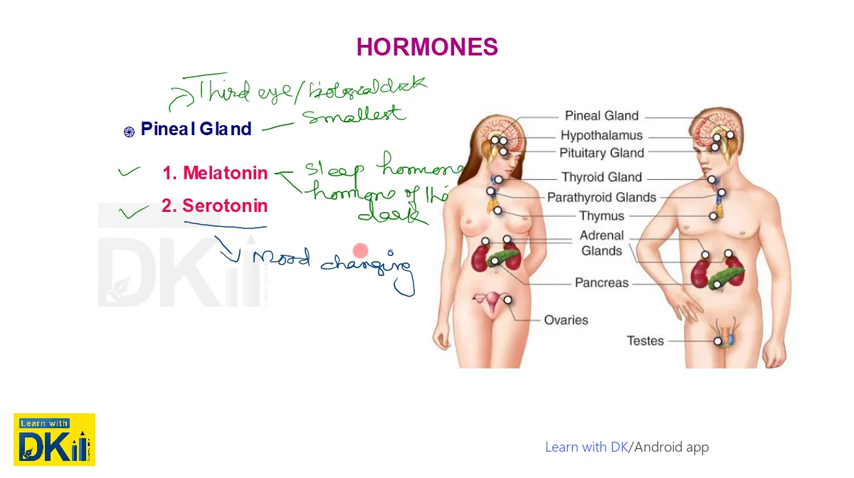 HORMONES
Third eye/biological clock
Pineal Gland
Smallest
1. Melatonin
Sleep hormone
hormone of the
dark
2. Serotonin
Mood changing
DKii
Pineal Gland
Hypothalamus
Pituitary Gland
Thyroid Gland
Parathyroid Glands
Thymus
Adrenal
Glands
Pancreas
Ovaries
Testes
Learn with
DKii
Learn with DK/Android app